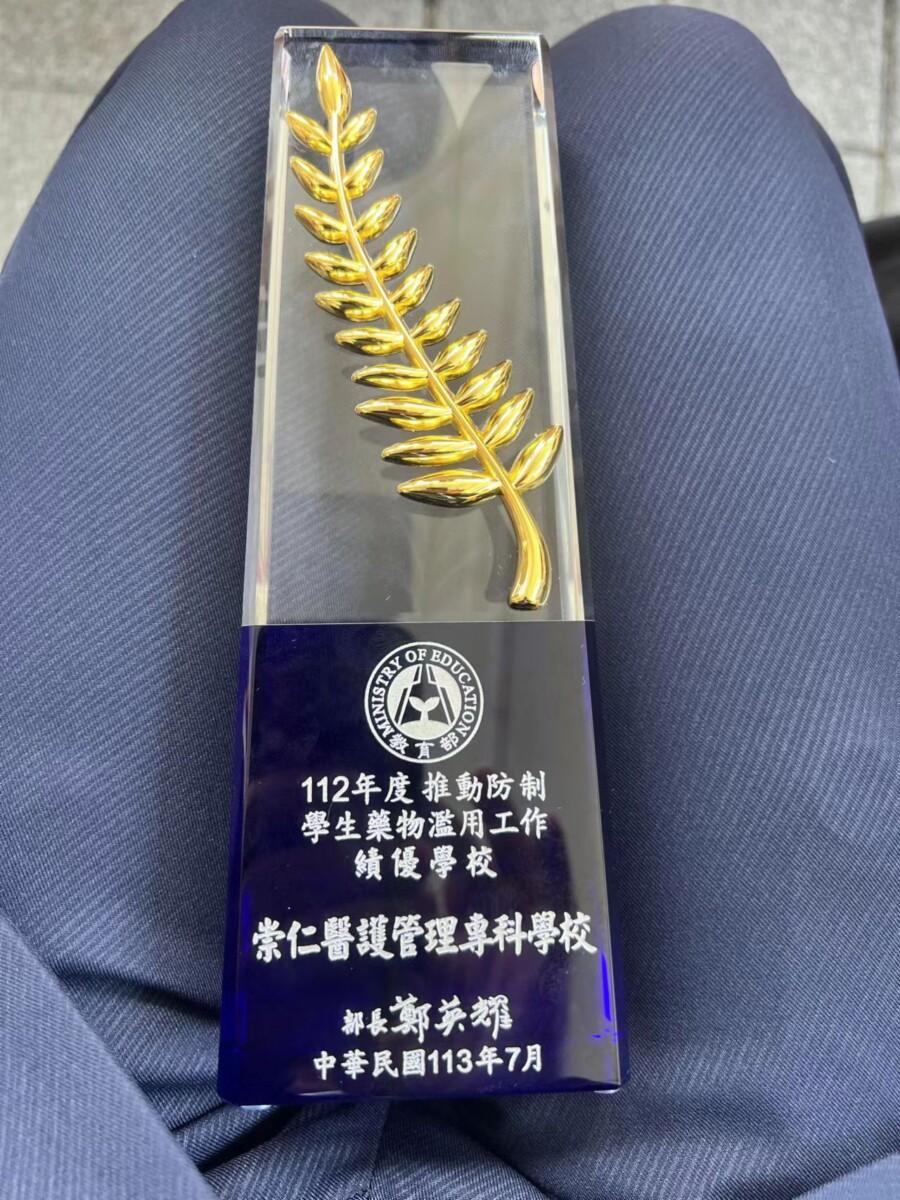 MINISTRY OF EDUCATION
教育部
112年度 推動防制
學生藥物濫用工作
績優學校
崇仁醫護管理專科學校
部長鄭英耀
中華民國113年7月